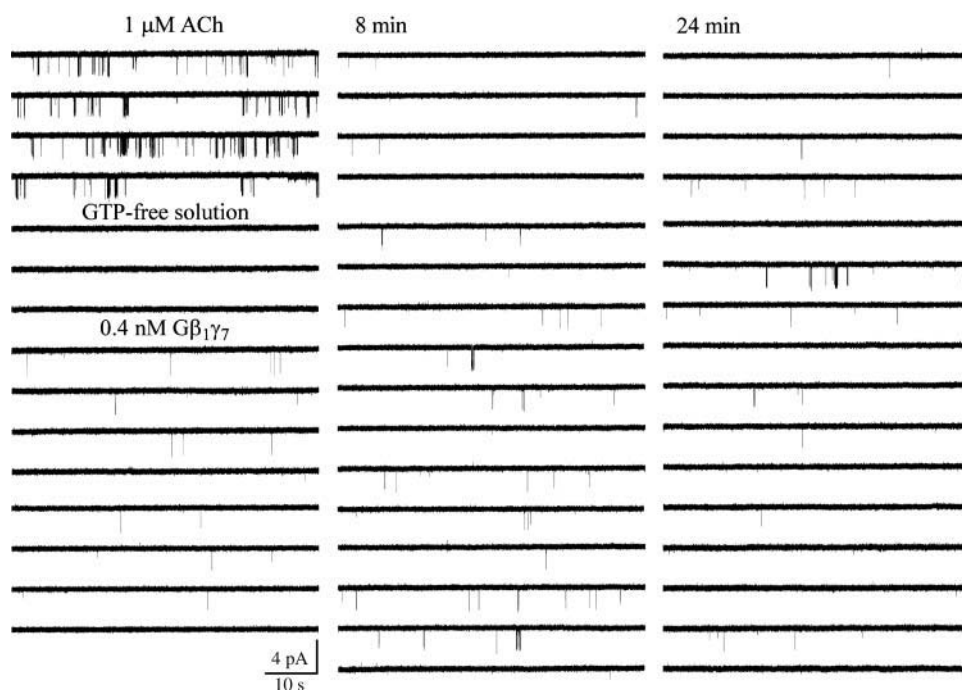 1 μM ACh
GTP-free solution
0.4 nM Gβ₁γ₇
4 pA
10 s
8 min
24 min